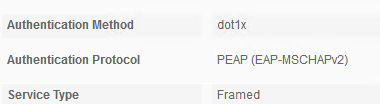 Authentication Method dot1x
Authentication Protocol PEAP (EAP-MSCHAPv2)
Service Type Framed